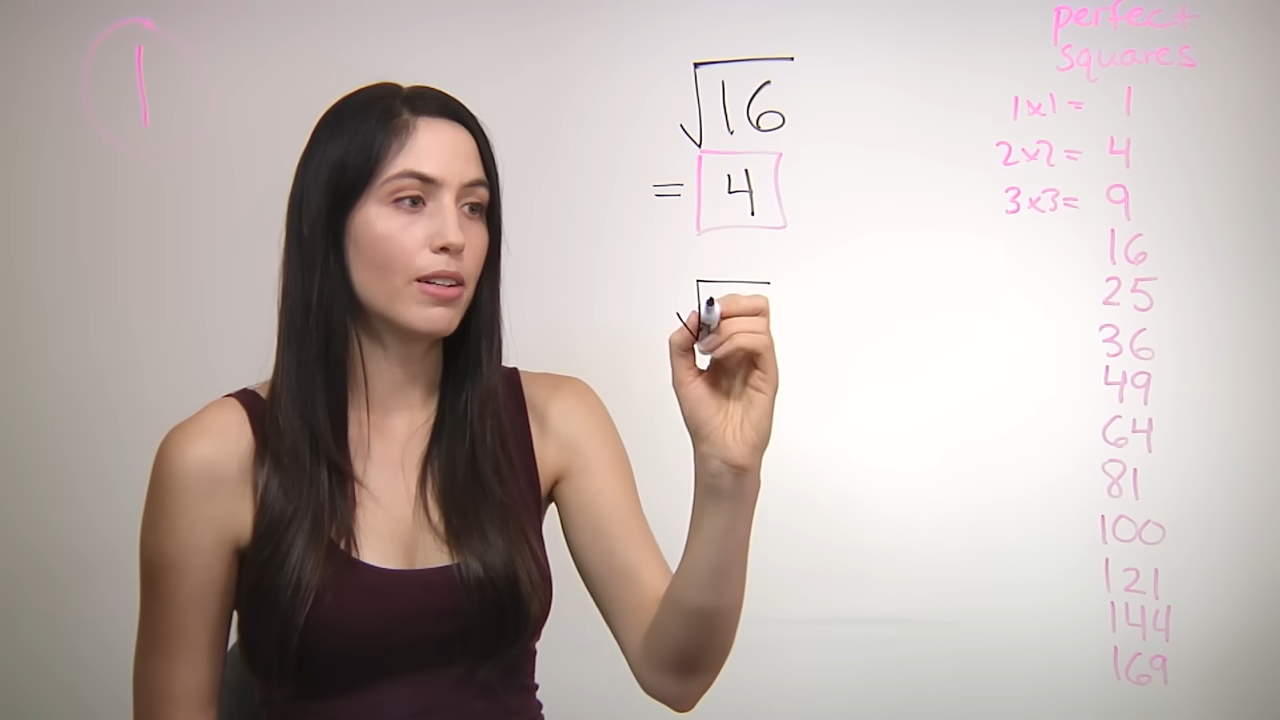 1
√16
= 4
√
perfect
squares
1x1= 1
2x2= 4
3x3= 9
16
25
36
49
64
81
100
121
144
169